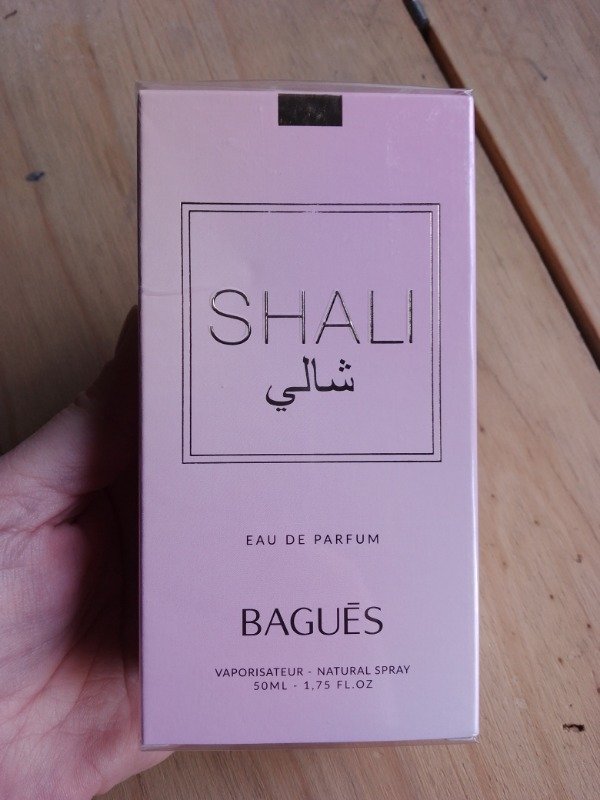 SHALI
شالي
EAU DE PARFUM
BAGUĒS
VAPORISATEUR - NATURAL SPRAY
50ML - 1,75 FL.OZ